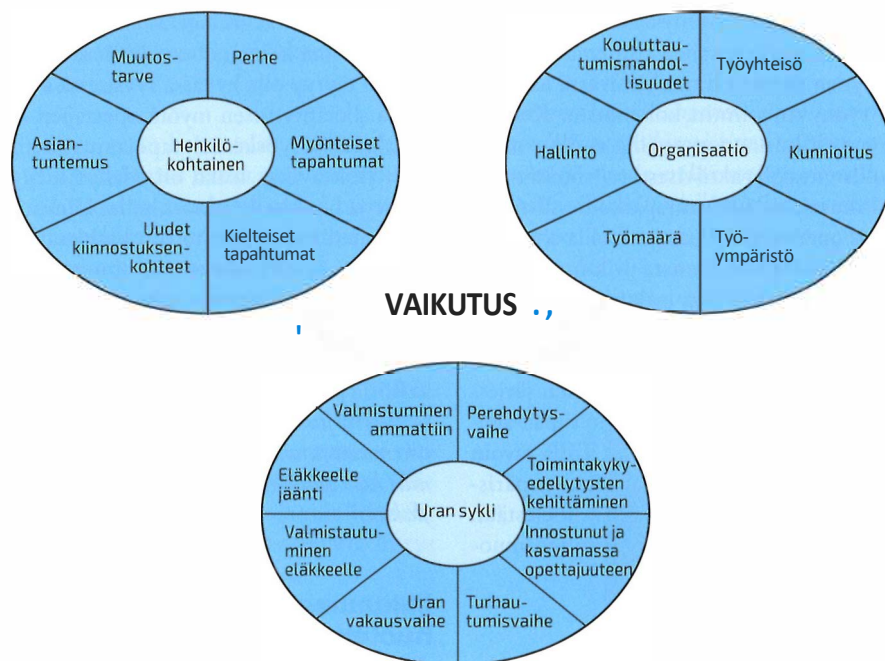 Muutos-
tarve
Perhe
Asian-
tuntemus
Henkilö-
kohtainen
Myönteiset
tapahtumat
Uudet
kiinnostuksen-
kohteet
Kielteiset
tapahtumat
Kouluttau-
tumismahdol-
lisuudet
Työyhteisö
Hallinto
Organisaatio
Kunnioitus
Työmäärä
Työ-
ympäristö
VAIKUTUS
Valmistuminen
ammattiin
Perehdytys-
vaihe
Eläkkeelle
jäänti
Toimintakyky-
edellytysten
kehittäminen
Uran sykli
Valmistautu-
minen
eläkkeelle
Innostunut ja
kasvamassa
opettajuuteen
Uran
vakausvaihe
Turhau-
tumisvaihe